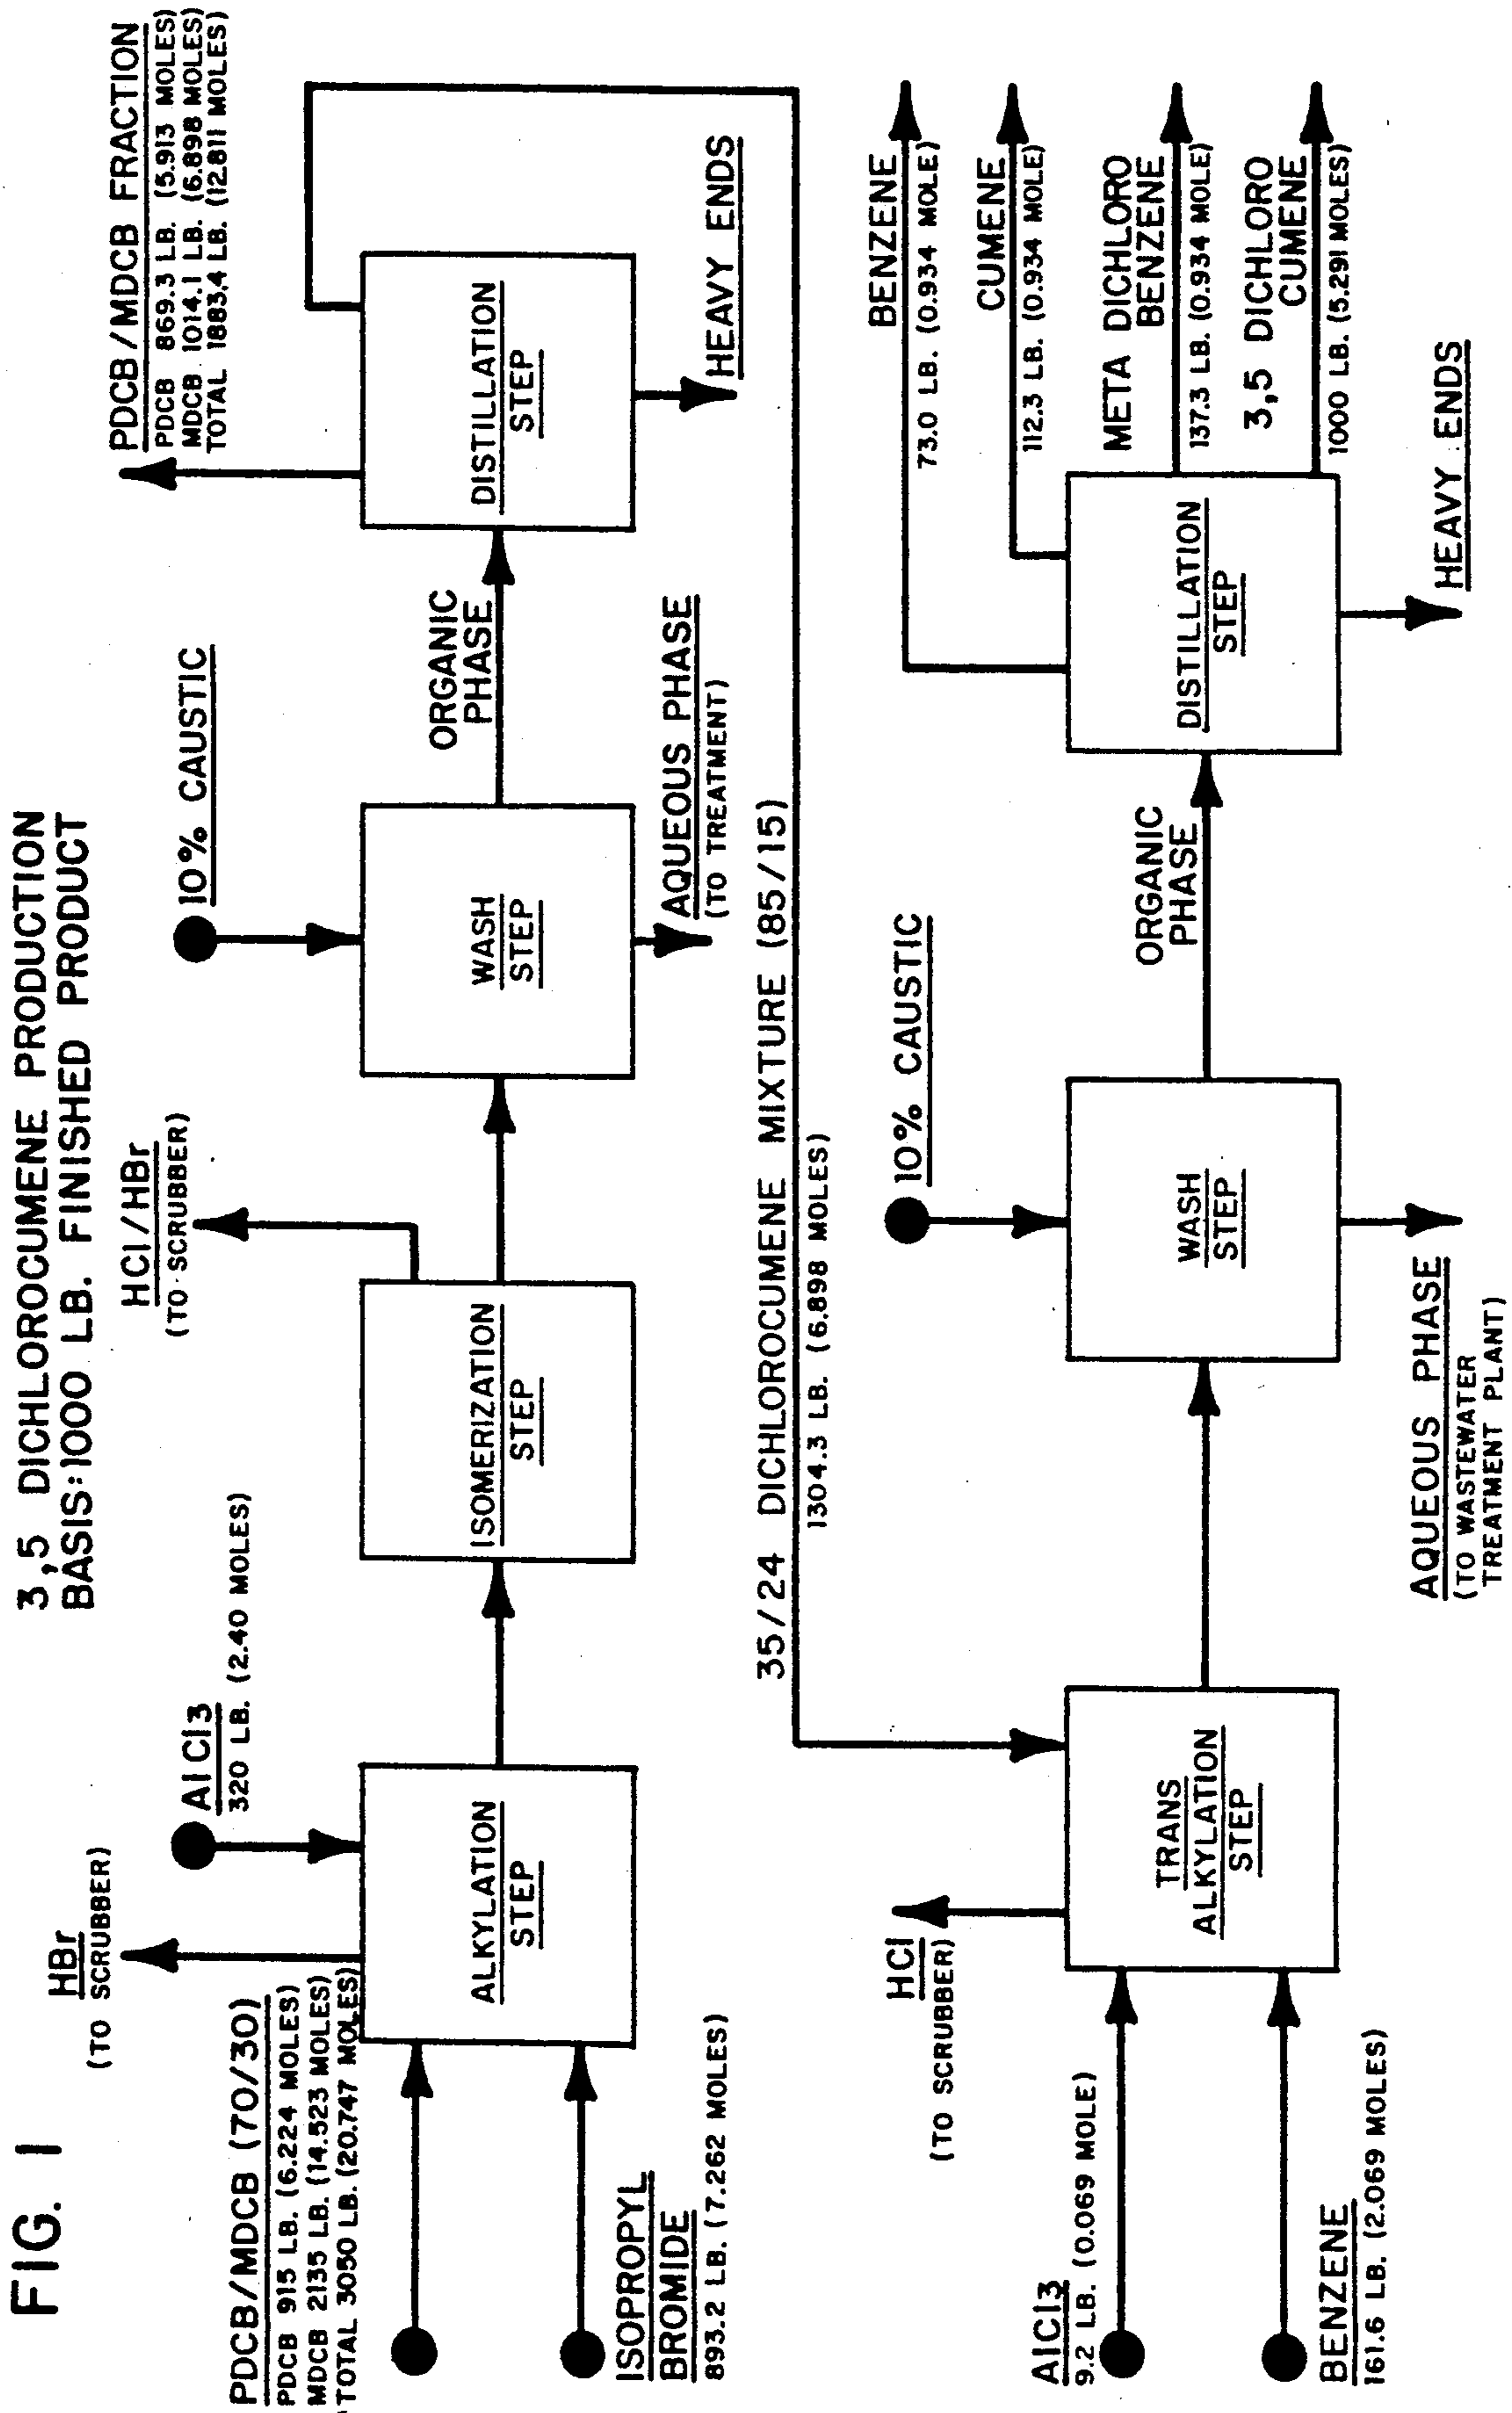 FIG. 1
3,5 DICHLOROCUMENE PRODUCTION
BASIS:1000 LB. FINISHED PRODUCT
HBr
(TO SCRUBBER)
AlCl3
320 LB. (2.40 MOLES)
HCl/HBr
(TO SCRUBBER)
10% CAUSTIC
PDCB/MDCB FRACTION
PDCB 869.3 LB. (5.913 MOLES)
MDCB 1014.1 LB. (6.898 MOLES)
TOTAL 1883.4 LB. (12.811 MOLES)
PDCB/MDCB (70/30)
PDCB 915 LB. (6.224 MOLES)
MDCB 2135 LB. (14.523 MOLES)
TOTAL 3050 LB. (20.747 MOLES)
ALKYLATION
STEP
ISOMERIZATION
STEP
WASH
STEP
ORGANIC
PHASE
DISTILLATION
STEP
ISOPROPYL
BROMIDE
893.2 LB. (7.262 MOLES)
AQUEOUS PHASE
(TO TREATMENT)
HEAVY ENDS
35/24 DICHLOROCUMENE MIXTURE (85/15)
1304.3 LB. (6.898 MOLES)
HCl
(TO SCRUBBER)
10% CAUSTIC
BENZENE
73.0 LB. (0.934 MOLE)
CUMENE
112.3 LB. (0.934 MOLE)
AlCl3
9.2 LB. (0.069 MOLE)
TRANS
ALKYLATION
STEP
WASH
STEP
ORGANIC
PHASE
DISTILLATION
STEP
META DICHLORO
BENZENE
137.3 LB. (0.934 MOLE)
3,5 DICHLORO
CUMENE
1000 LB. (5.291 MOLES)
BENZENE
161.6 LB. (2.069 MOLES)
AQUEOUS PHASE
(TO WASTEWATER
TREATMENT PLANT)
HEAVY ENDS